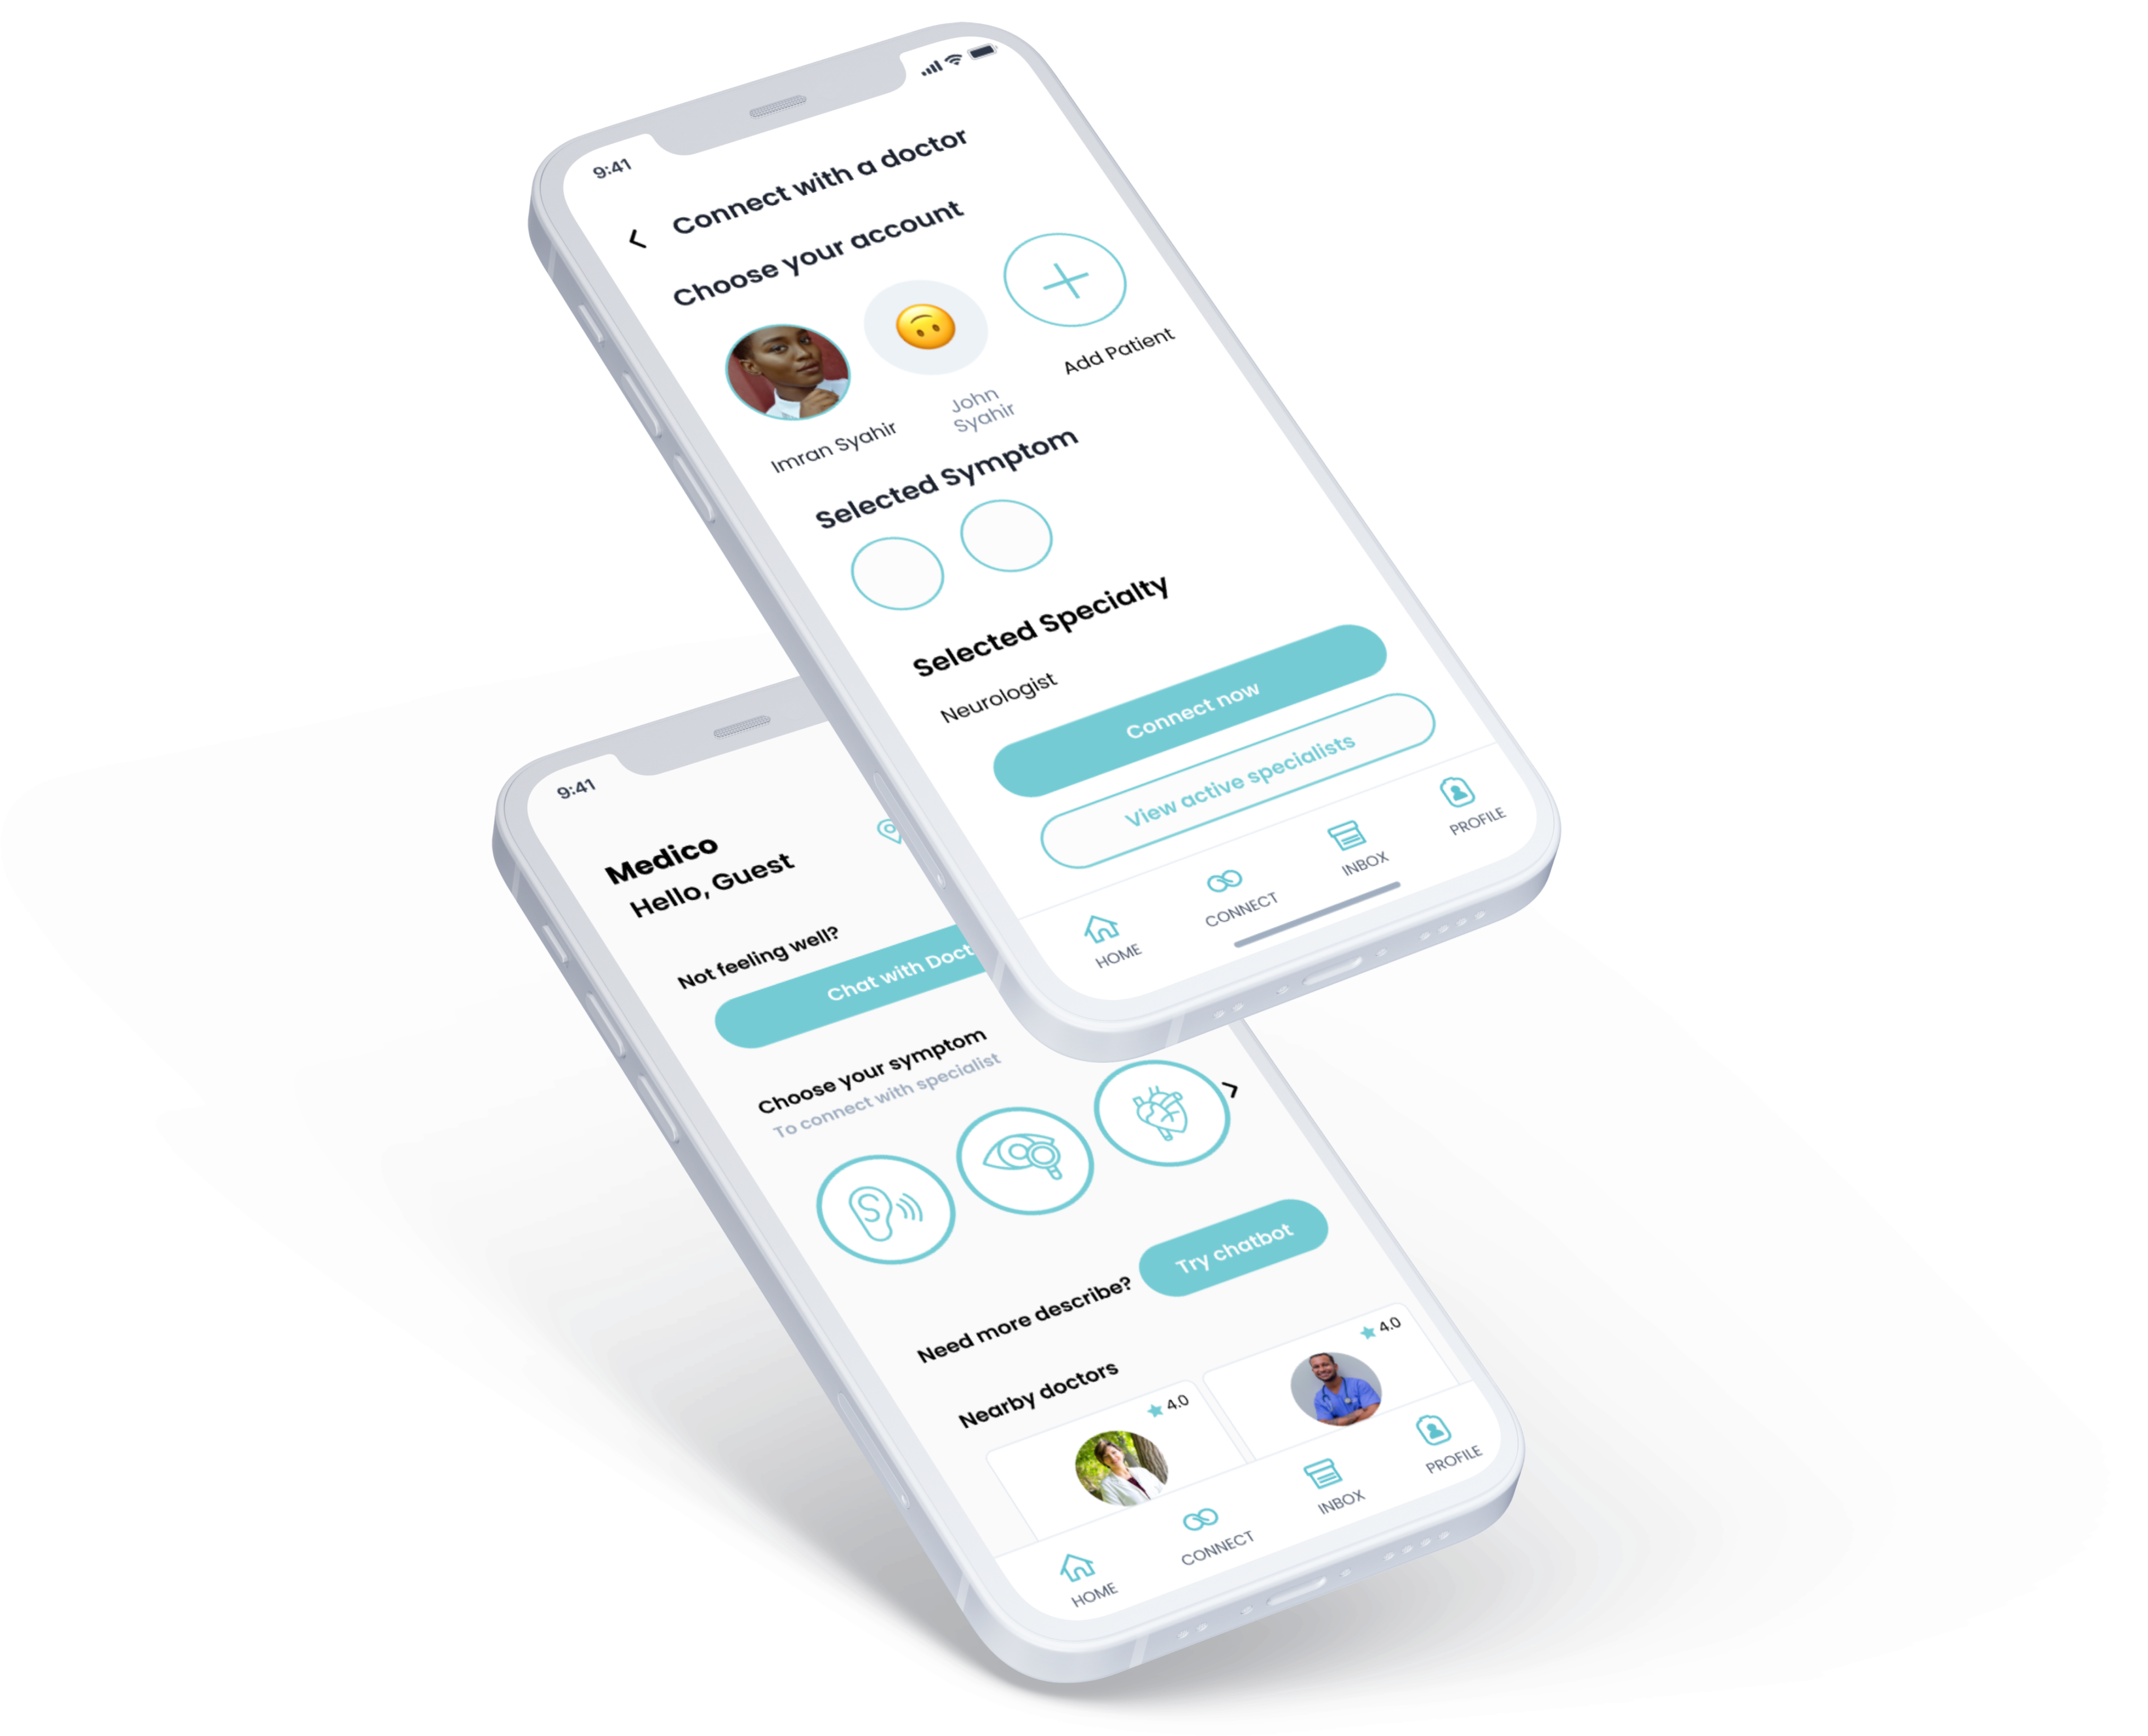 9:41
Connect with a doctor
Choose your account
Imran Syahir
John
Syahir
Add Patient
Selected Symptom
Selected Specialty
Neurologist
Connect now
View active specialists
HOME
CONNECT
INBOX
PROFILE
9:41
Medico
Hello, Guest
Not feeling well?
Chat with Doct
Choose your symptom
To connect with specialist
Need more describe?
Try chatbot
Nearby doctors
4.0
4.0
HOME
CONNECT
INBOX
PROFILE